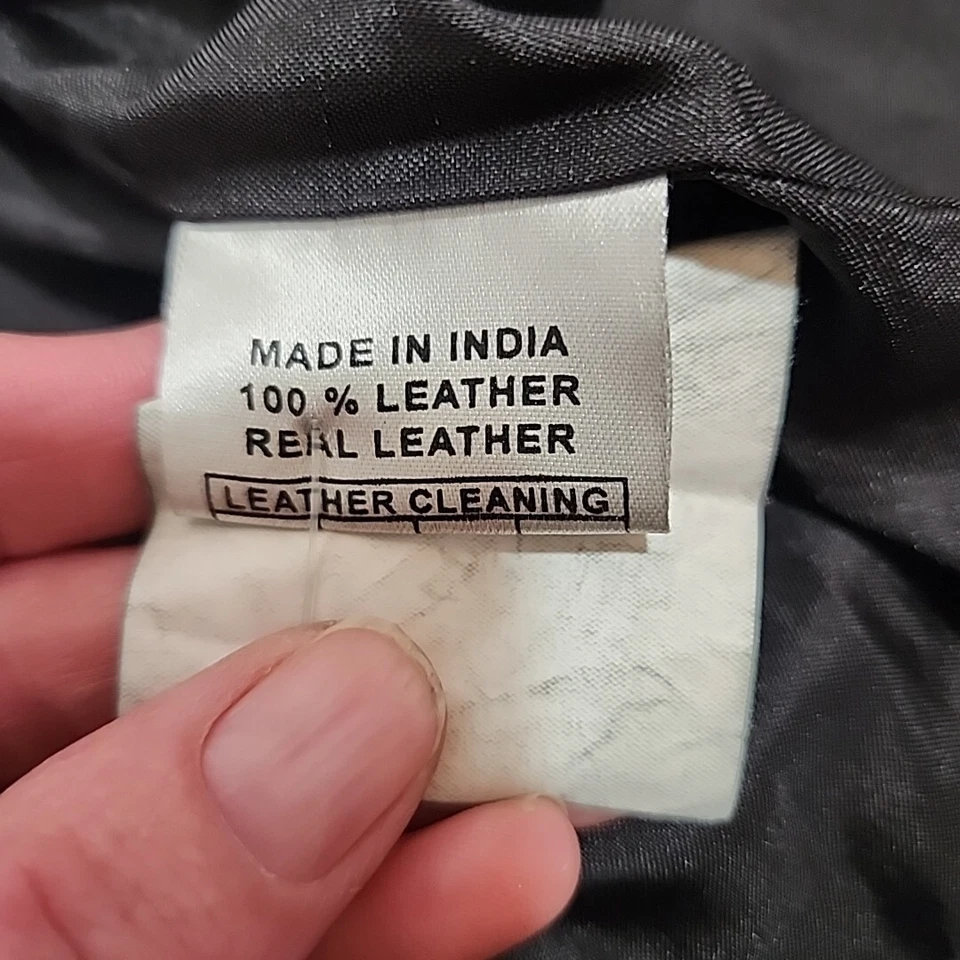 MADE IN INDIA
100 % LEATHER
REAL LEATHER
LEATHER CLEANING